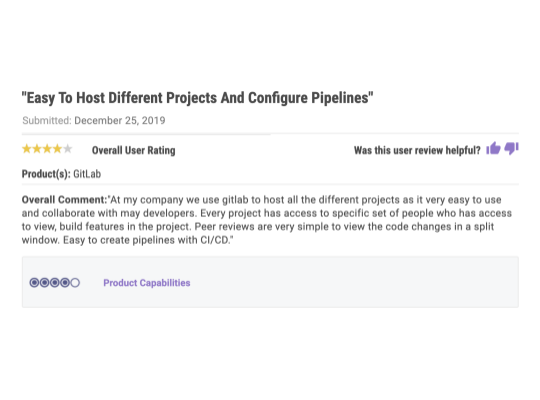 "Easy To Host Different Projects And Configure Pipelines"
Submitted: December 25, 2019
Overall User Rating
Was this user review helpful?
Product(s): GitLab
Overall Comment:"At my company we use gitlab to host all the different projects as it very easy to use
and collaborate with may developers. Every project has access to specific set of people who has access
to view, build features in the project. Peer reviews are very simple to view the code changes in a split
window. Easy to create pipelines with CI/CD."
Product Capabilities